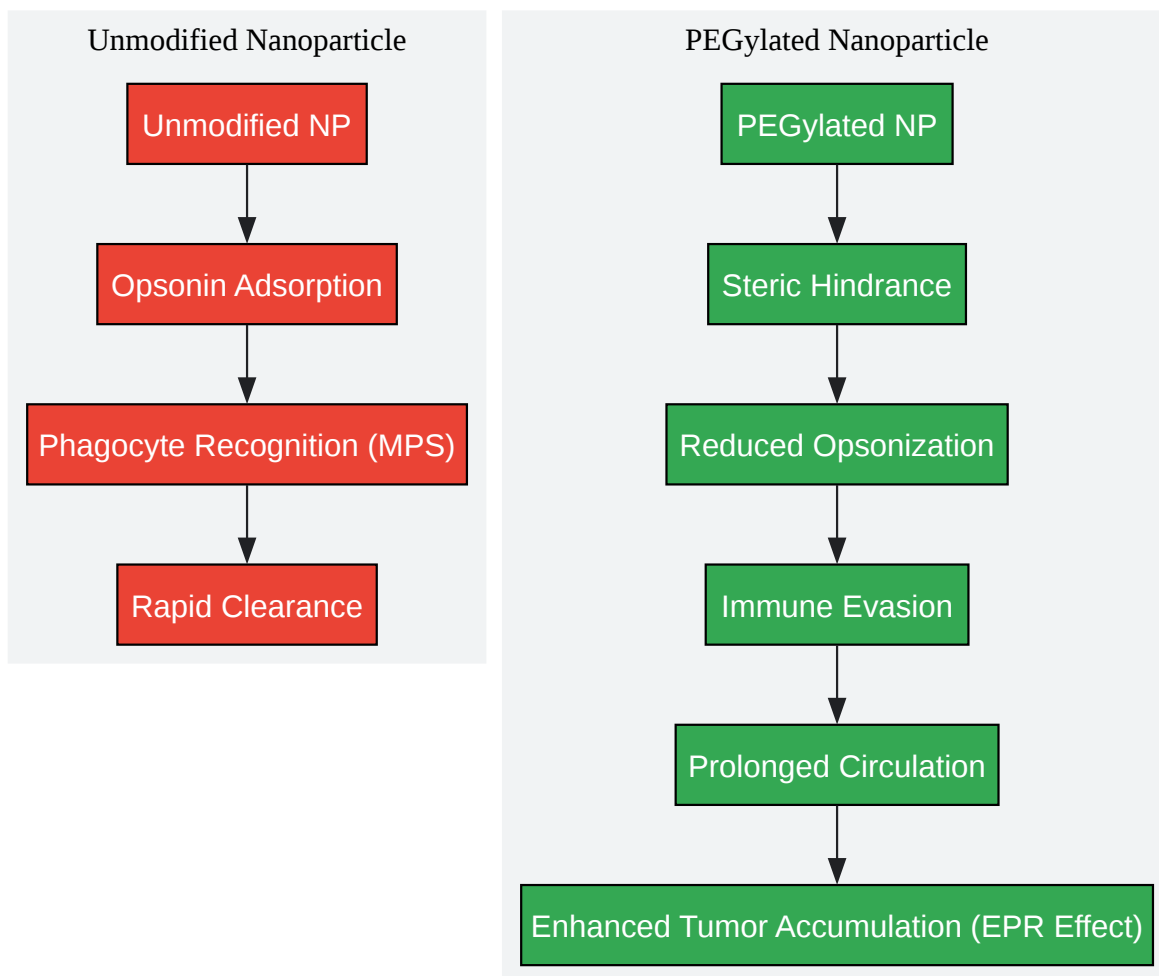 Unmodified Nanoparticle
Unmodified NP
Opsonin Adsorption
Phagocyte Recognition (MPS)
Rapid Clearance
PEGylated Nanoparticle
PEGylated NP
Steric Hindrance
Reduced Opsonization
Immune Evasion
Prolonged Circulation
Enhanced Tumor Accumulation (EPR Effect)